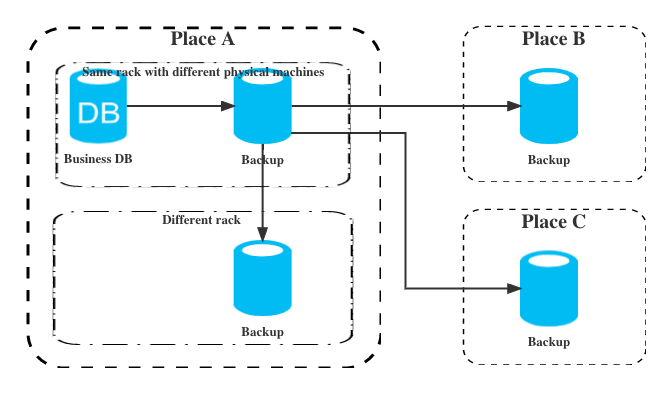 Place A
Same rack with different physical machines
DB
Business DB
Backup
Different rack
Backup
Place B
Backup
Place C
Backup